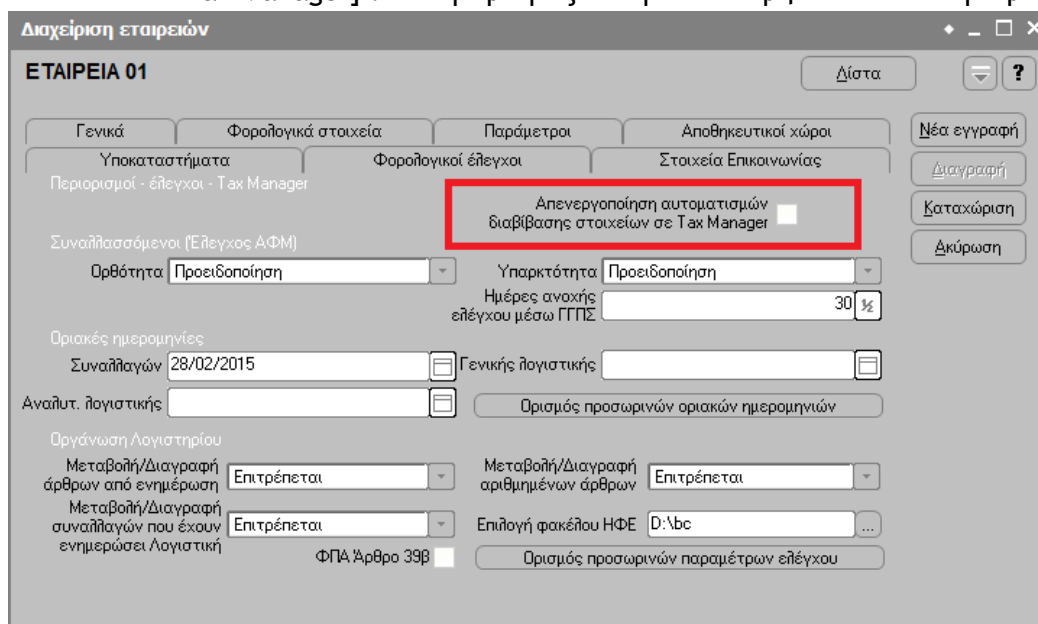 Διαχείριση εταιρειών
ΕΤΑΙΡΕΙΑ 01
Λίστα
?
Γενικά
Φορολογικά στοιχεία
Παράμετροι
Αποθηκευτικοί χώροι
Νέα εγγραφή
Υποκαταστήματα
Φορολογικοί έλεγχοι
Στοιχεία Επικοινωνίας
Διαγραφή
Περιορισμοί - έλεγχοι - Tax Manager
Απενεργοποίηση αυτοματισμών
διαβίβασης στοιχείων σε Tax Manager
Καταχώριση
Συναλλασσόμενοι (Έλεγχος ΑΦΜ)
Ακύρωση
Ορθότητα Προειδοποίηση
Υπαρκτότητα Προειδοποίηση
Ημέρες ανοχής
ελέγχου μέσω ΓΓΠΣ
30 ½
Οριακές ημερομηνίες
Συναλλαγών 28/02/2015
Γενικής λογιστικής
Αναλυτ. λογιστικής
Ορισμός προσωρινών οριακών ημερομηνιών
Οργάνωση Λογιστηρίου
Μεταβολή/Διαγραφή
άρθρων από ενημέρωση
Επιτρέπεται
Μεταβολή/Διαγραφή
αριθμημένων άρθρων
Επιτρέπεται
Μεταβολή/Διαγραφή
συναλλαγών που έχουν
ενημερώσει Λογιστική
Επιτρέπεται
Επιλογή φακέλου ΗΦΕ D:\bc ...
ΦΠΑ Άρθρο 39β
Ορισμός προσωρινών παραμέτρων ελέγχου